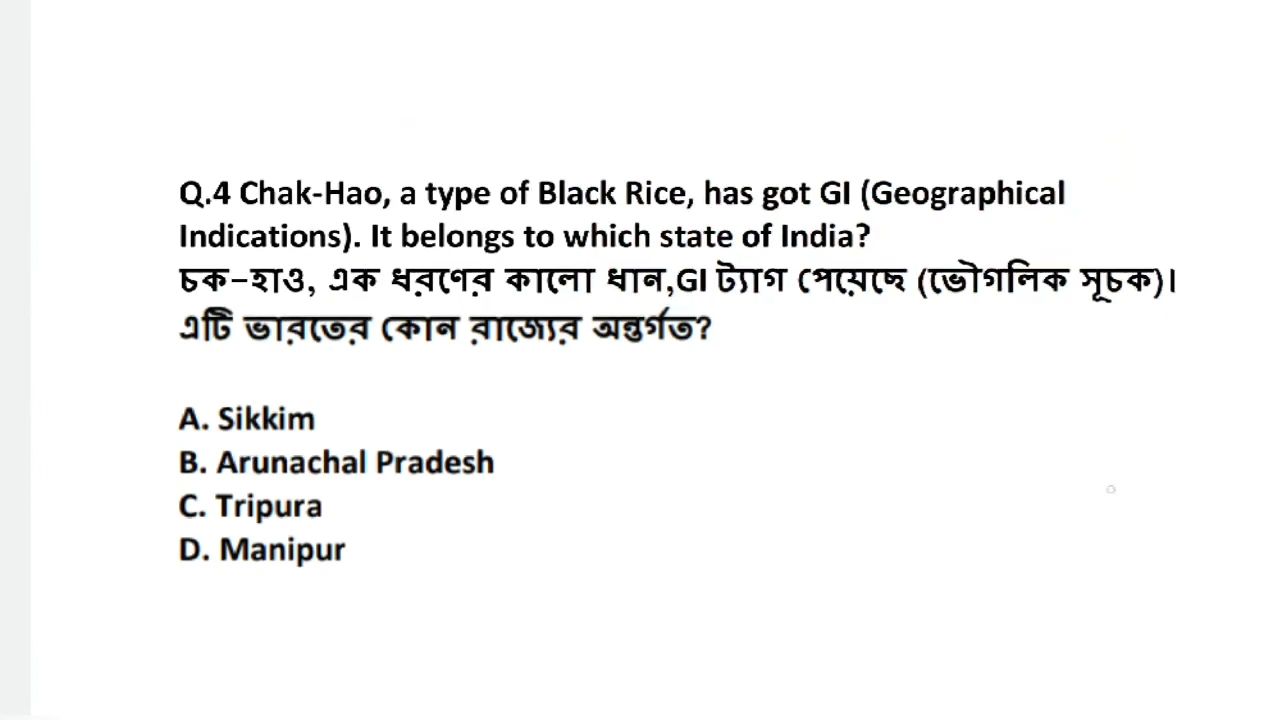 Q.4 Chak-Hao, a type of Black Rice, has got GI (Geographical
Indications). It belongs to which state of India?
চক-হাও, এক ধরণের কালো ধান,GI ট্যাগ পেয়েছে (ভৌগলিক সূচক)।
এটি ভারতের কোন রাজ্যের অন্তর্গত?
A. Sikkim
B. Arunachal Pradesh
C. Tripura
D. Manipur